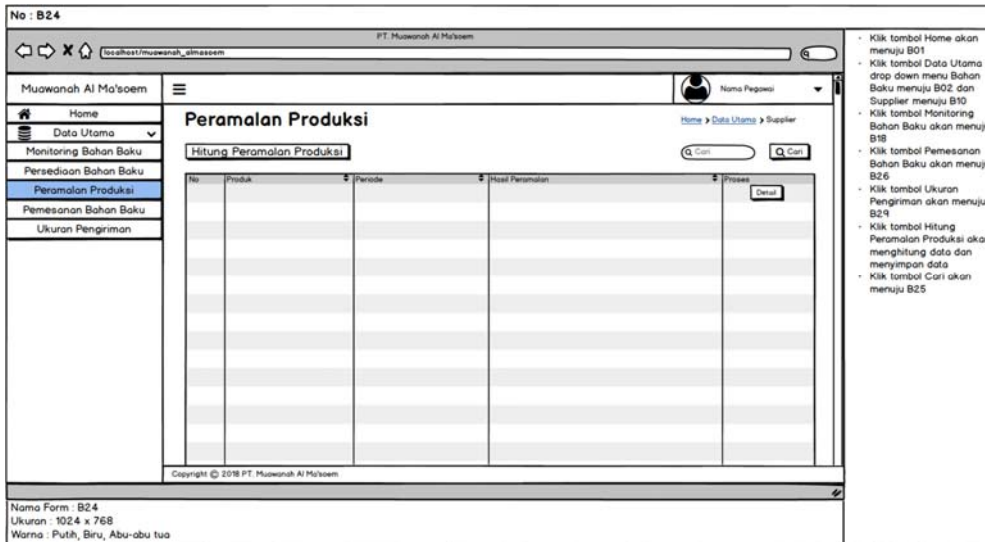 No : B24
PT. Muawanah Al Ma'soem
localhost/muawanah_almasoem
Muawanah Al Ma'soem
Nama Pegawai
Home
Data Utama
Monitoring Bahan Baku
Persediaan Bahan Baku
Peramalan Produksi
Pemesanan Bahan Baku
Ukuran Pengiriman
Peramalan Produksi
Home > Data Utama > Supplier
Hitung Peramalan Produksi
Cari
Cari
No Produk Periode Hasil Peramalan Proses
Detail
Copyright © 2018 PT. Muawanah Al Ma'soem
- Klik tombol Home akan
menuju B01
- Klik tombol Data Utama
drop down menu Bahan
Baku menuju B02 dan
Supplier menuju B10
- Klik tombol Monitoring
Bahan Baku akan menuju
B18
- Klik tombol Pemesanan
Bahan Baku akan menuju
B26
- Klik tombol Ukuran
Pengiriman akan menuju
B29
- Klik tombol Hitung
Peramalan Produksi akan
menghitung data dan
menyimpan data
- Klik tombol Cari akan
menuju B25
Nama Form : B24
Ukuran : 1024 x 768
Warna : Putih, Biru, Abu-abu tua